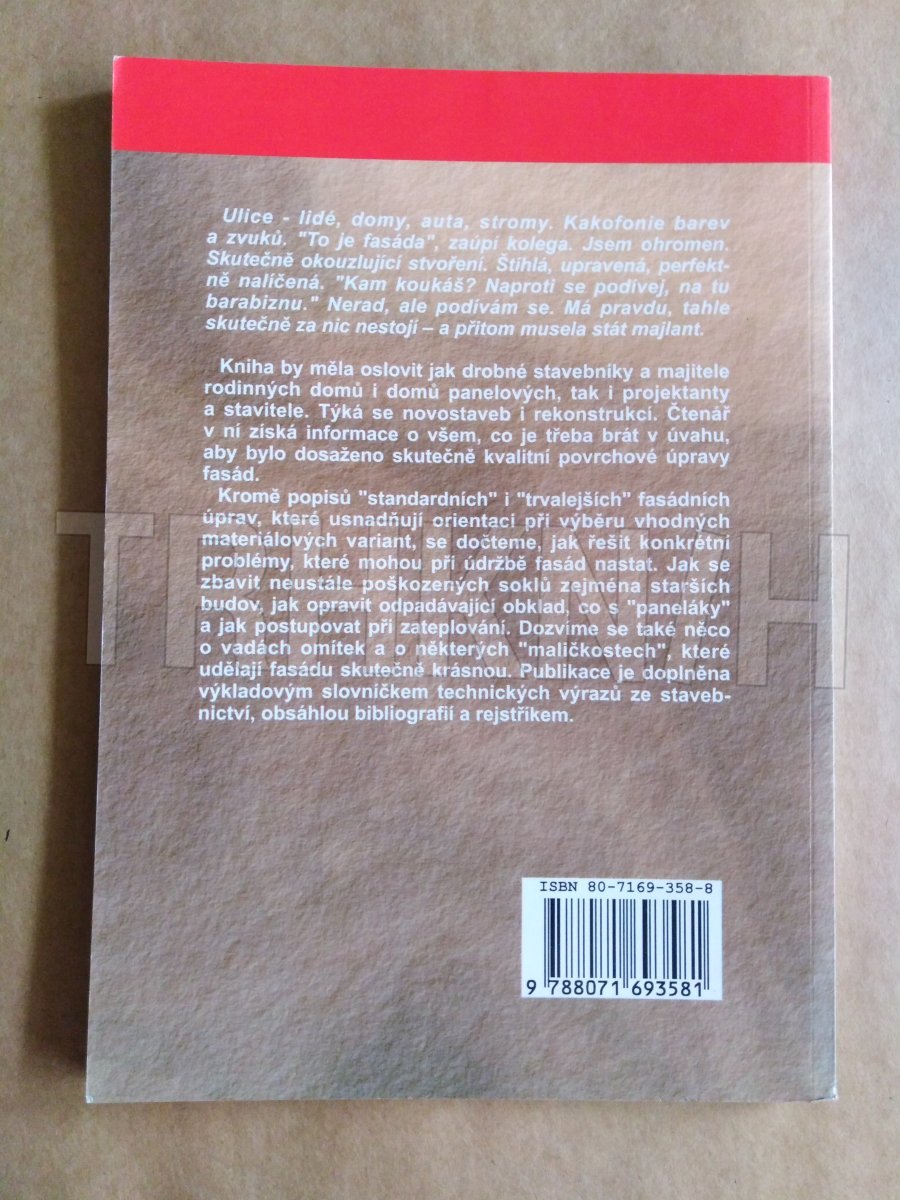 Ulice - lidé, domy, auta, stromy. Kakofonie barev
a zvuků. "To je fasáda", zaúpí kolega. Jsem ohromen.
Skutečně okouzlující stvoření. Štíhlá, upravená, perfekt-
ně nalíčená. "Kam koukáš? Naproti se podívej, na tu
barabiznu." Nerad, ale podívám se. Má pravdu, tahle
skutečně za nic nestojí – a přitom musela stát majlant.
Kniha by měla oslovit jak drobné stavebníky a majitele
rodinných domů i domů panelových, tak i projektanty
a stavitele. Týká se novostaveb i rekonstrukcí. Čtenář
v ní získá informace o všem, co je třeba brát v úvahu,
aby bylo dosaženo skutečně kvalitní povrchové úpravy
fasád.
Kromě popisů "standardních" i "trvalejších" fasádních
úprav, které usnadňují orientaci při výběru vhodných
materiálových variant, se dočteme, jak řešit konkrétní
problémy, které mohou při údržbě fasád nastat. Jak se
zbavit neustále poškozených soklů zejména starších
budov, jak opravit odpadávající obklad, co s "paneláky"
a jak postupovat při zateplování. Dozvíme se také něco
o vadách omítek a o některých "maličkostech", které
udělají fasádu skutečně krásnou. Publikace je doplněna
výkladovým slovníčkem technických výrazů ze staveb-
nictví, obsáhlou bibliografií a rejstříkem.
ISBN 80-7169-358-8
9 788071 693581